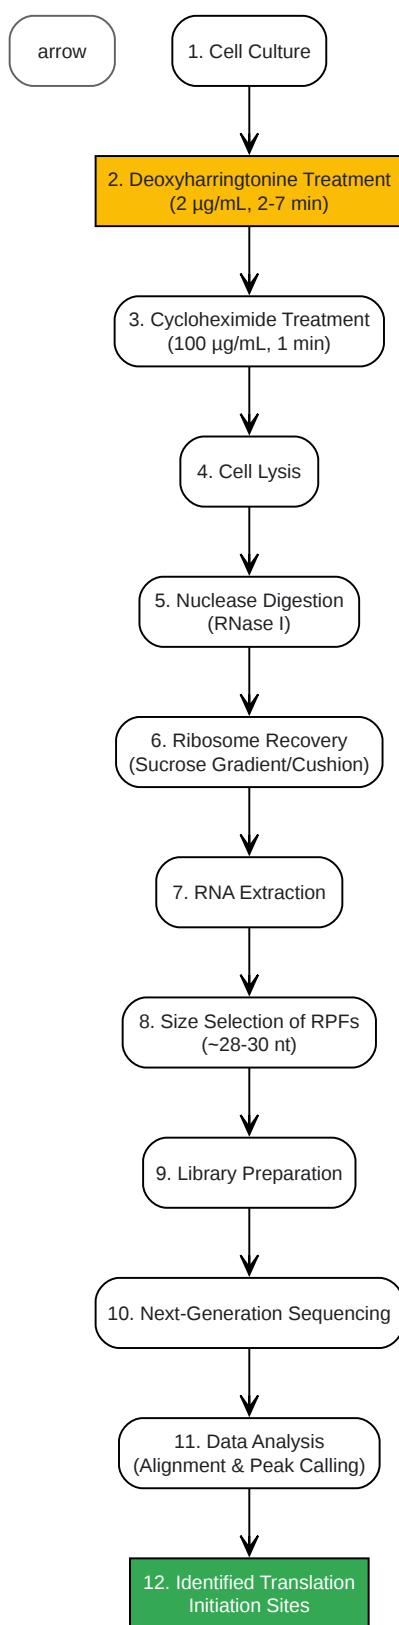 arrow
1. Cell Culture
2. Deoxyharringtonine Treatment
(2 µg/mL, 2-7 min)
3. Cycloheximide Treatment
(100 µg/mL, 1 min)
4. Cell Lysis
5. Nuclease Digestion
(RNase I)
6. Ribosome Recovery
(Sucrose Gradient/Cushion)
7. RNA Extraction
8. Size Selection of RPFs
(~28-30 nt)
9. Library Preparation
10. Next-Generation Sequencing
11. Data Analysis
(Alignment & Peak Calling)
12. Identified Translation
Initiation Sites